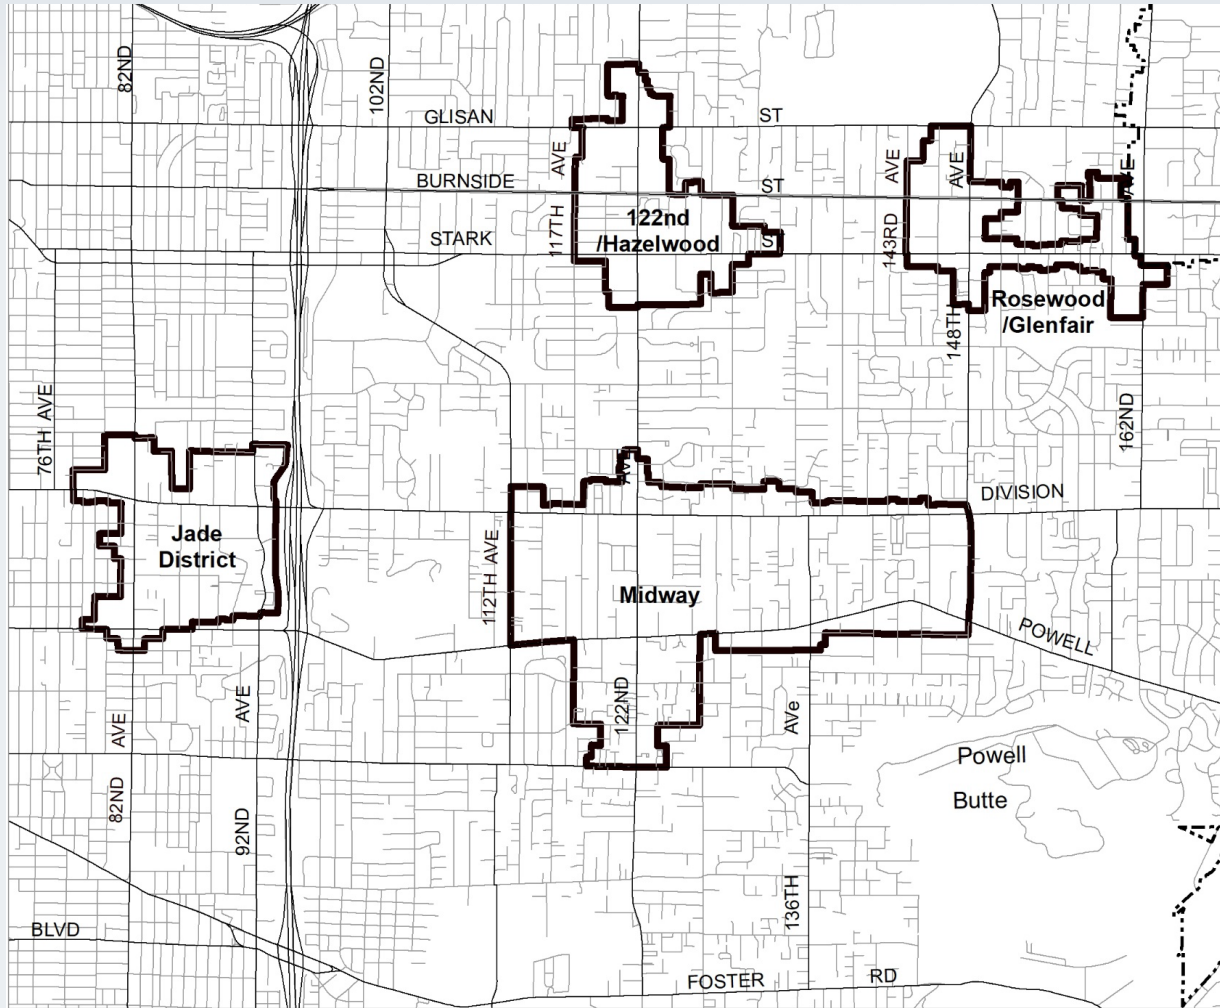 82ND
102ND
GLISAN
ST
AVE
AVE
AVE
AVE
BURNSIDE
ST
117TH
122nd
/Hazelwood
143RD
STARK
S
Rosewood
/Glenfair
148TH
76TH AVE
162ND
AVE
DIVISION
Jade
District
112TH AVE
Midway
POWELL
122ND
AVE
AVE
AVe
Powell
Butte
82ND
92ND
136TH
BLVD
FOSTER
RD